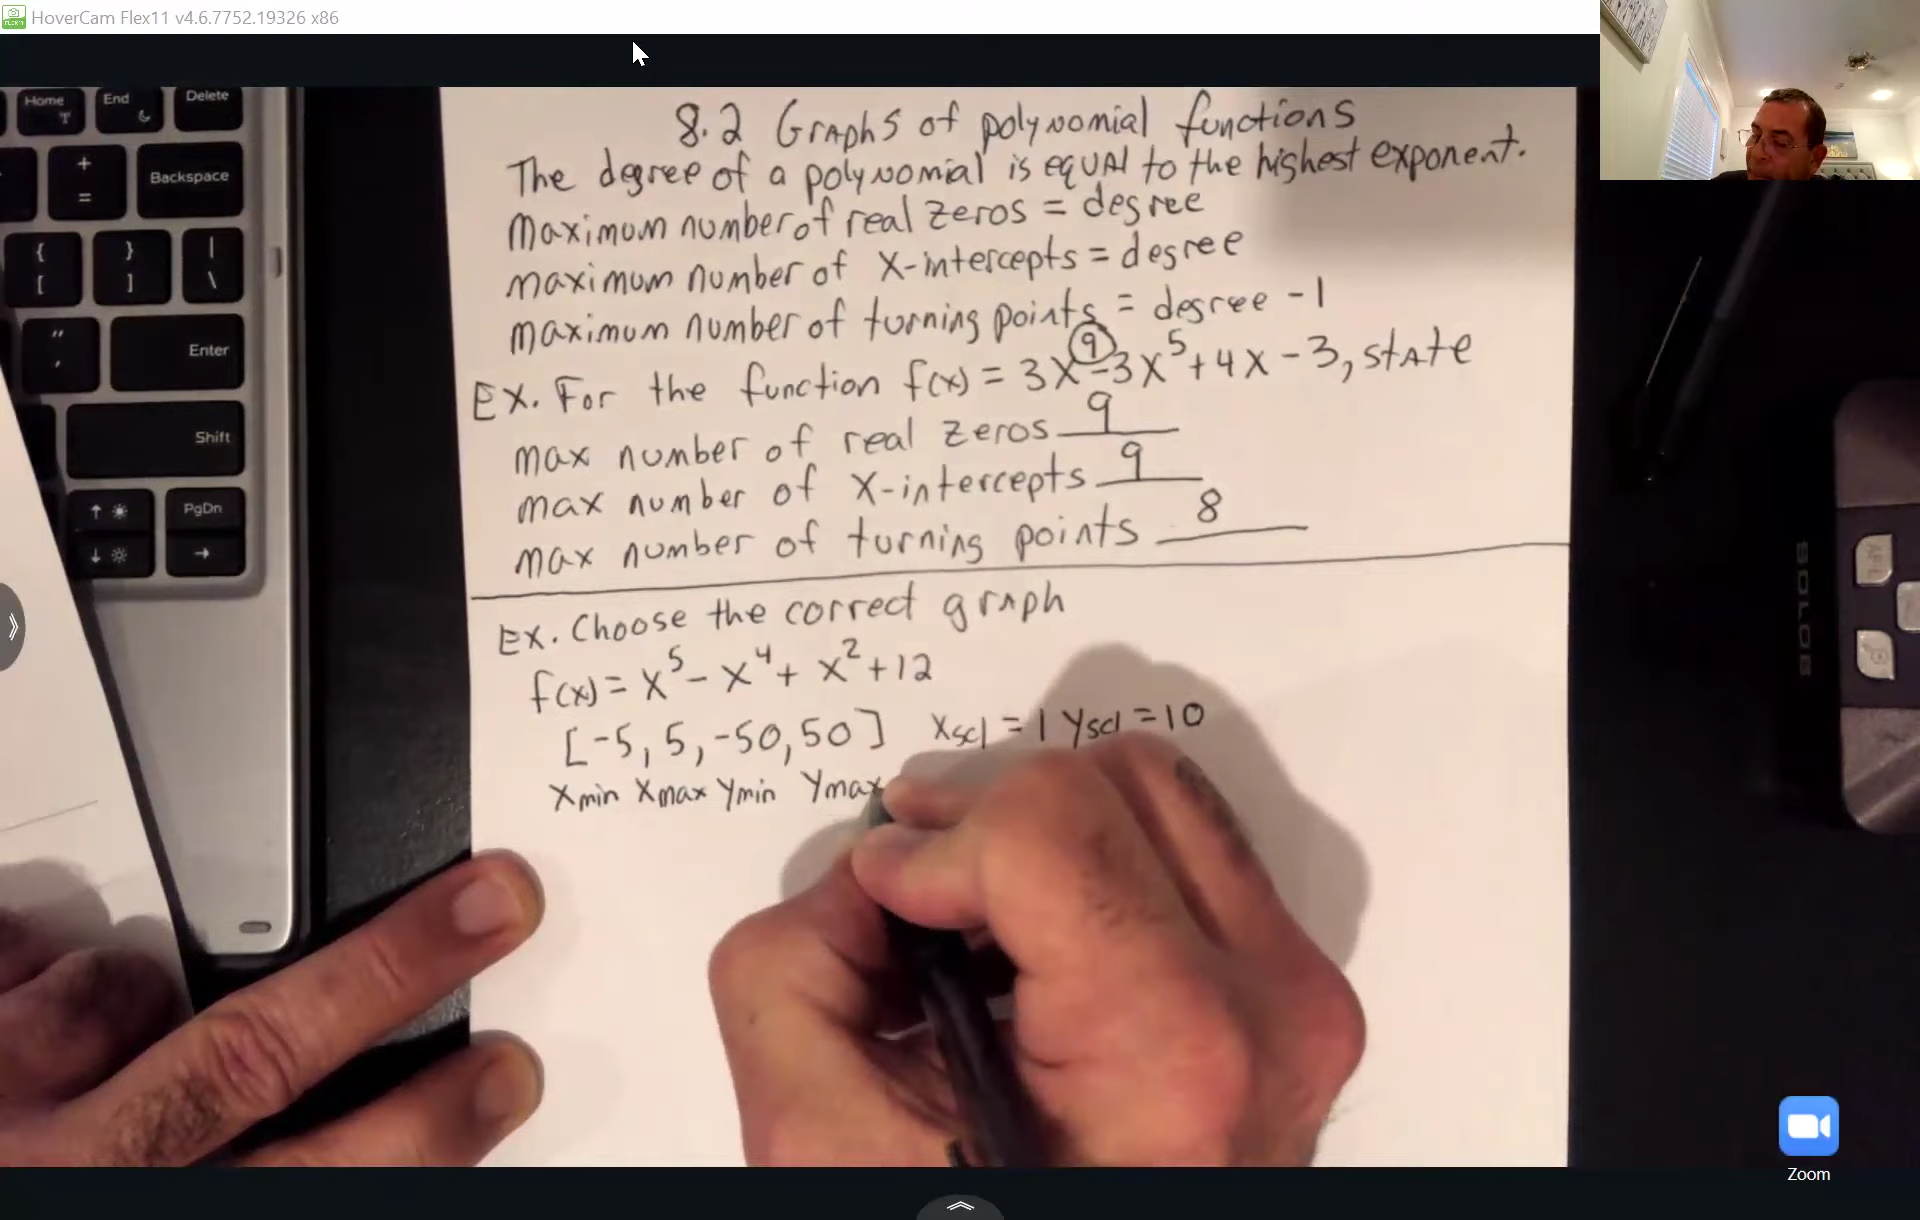 HoverCam Flex11 v4.6.7752.19326 x86
Home End Delete
+ = Backspace
{ [ } ] | \
" ' Enter
Shift
PgDn
8.2 Graphs of polynomial functions
The degree of a polynomial is equal to the highest exponent.
Maximum number of real zeros = degree
maximum number of x-intercepts = degree
maximum number of turning points = degree -1
Ex. For the function f(x) = 3x⁹-3x⁵+4x-3, state
max number of real zeros 9
max number of x-intercepts 9
max number of turning points 8
Ex. Choose the correct graph
f(x) = x⁵ - x⁴ + x² + 12
[-5, 5, -50, 50] Xscl = 1 Yscl = 10
Xmin Xmax Ymin Ymax
SOLO8
Zoom